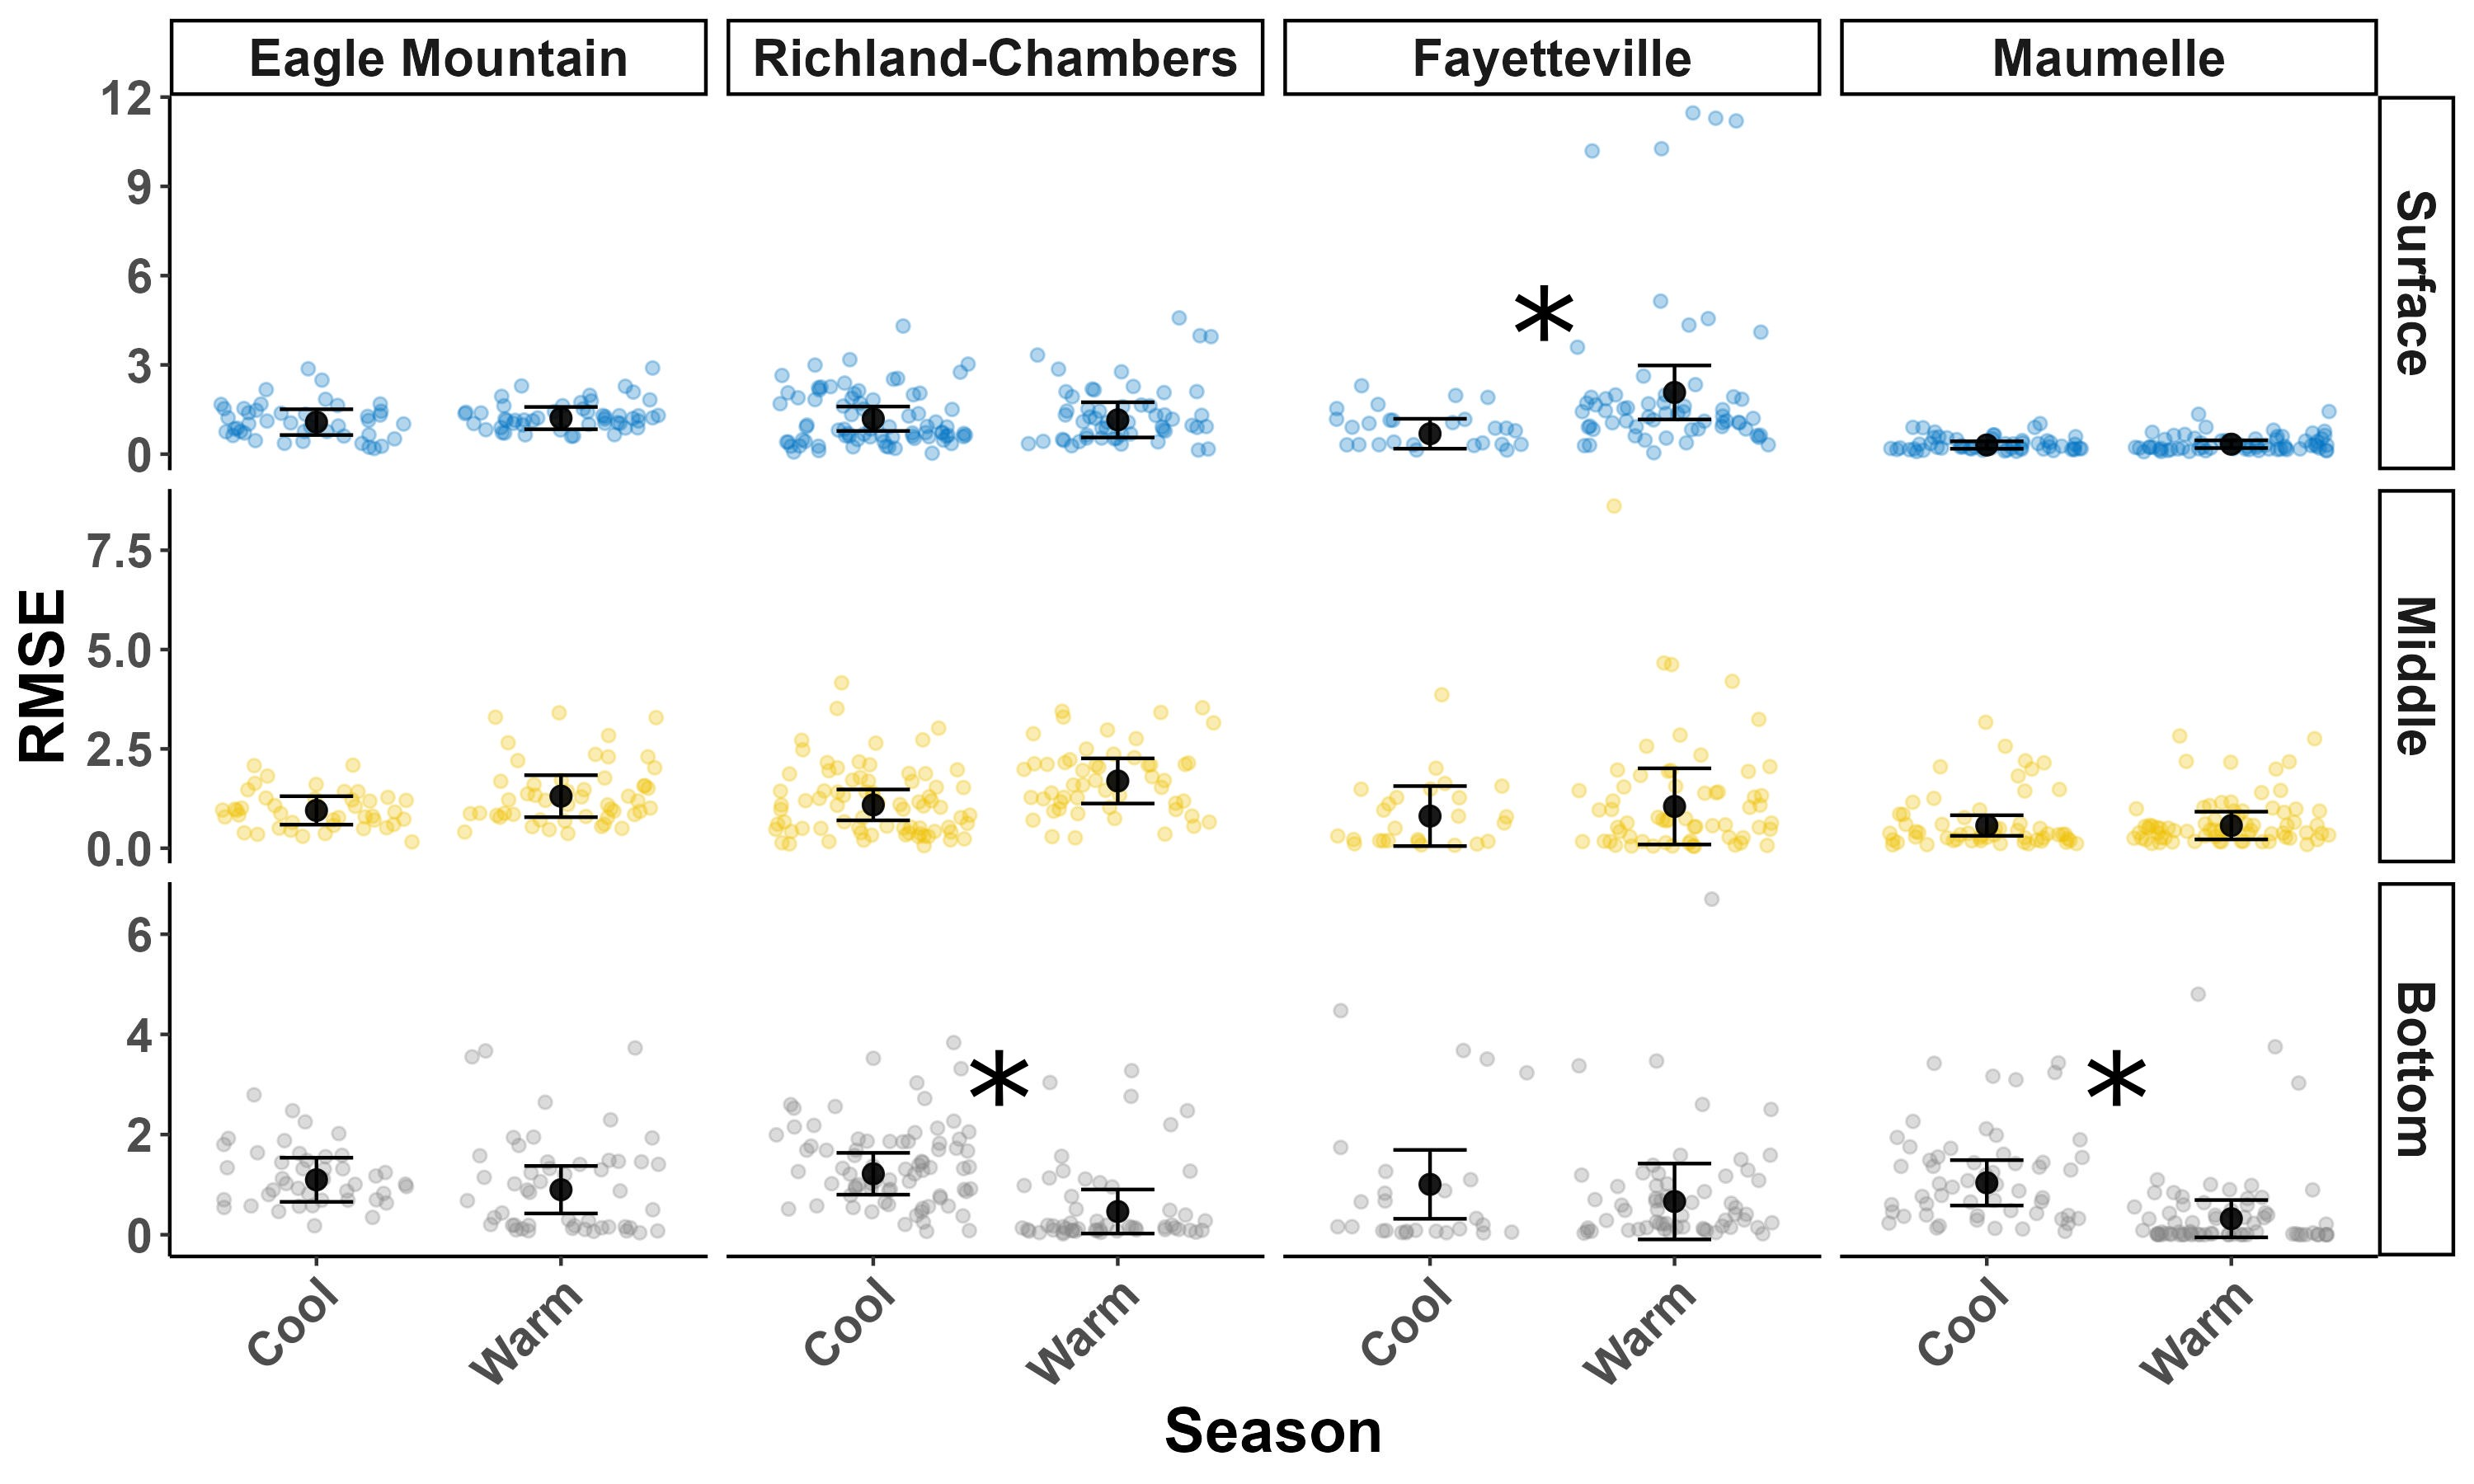 Eagle Mountain
Richland-Chambers
Fayetteville
Maumelle
12
9
6
3
0
Surface
*
7.5
5.0
2.5
0.0
Middle
6
4
2
0
Bottom
*
*
RMSE
Cool
Warm
Cool
Warm
Cool
Warm
Cool
Warm
Season